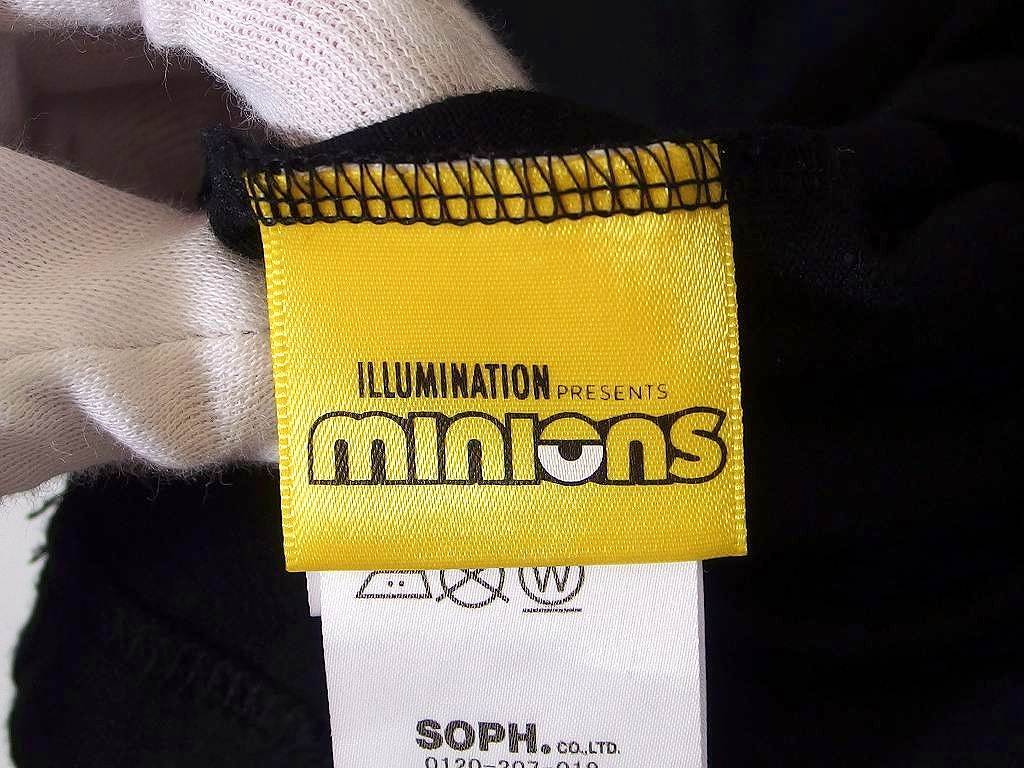 ILLUMINATION PRESENTS
minions
W
SOPH. CO.,LTD.